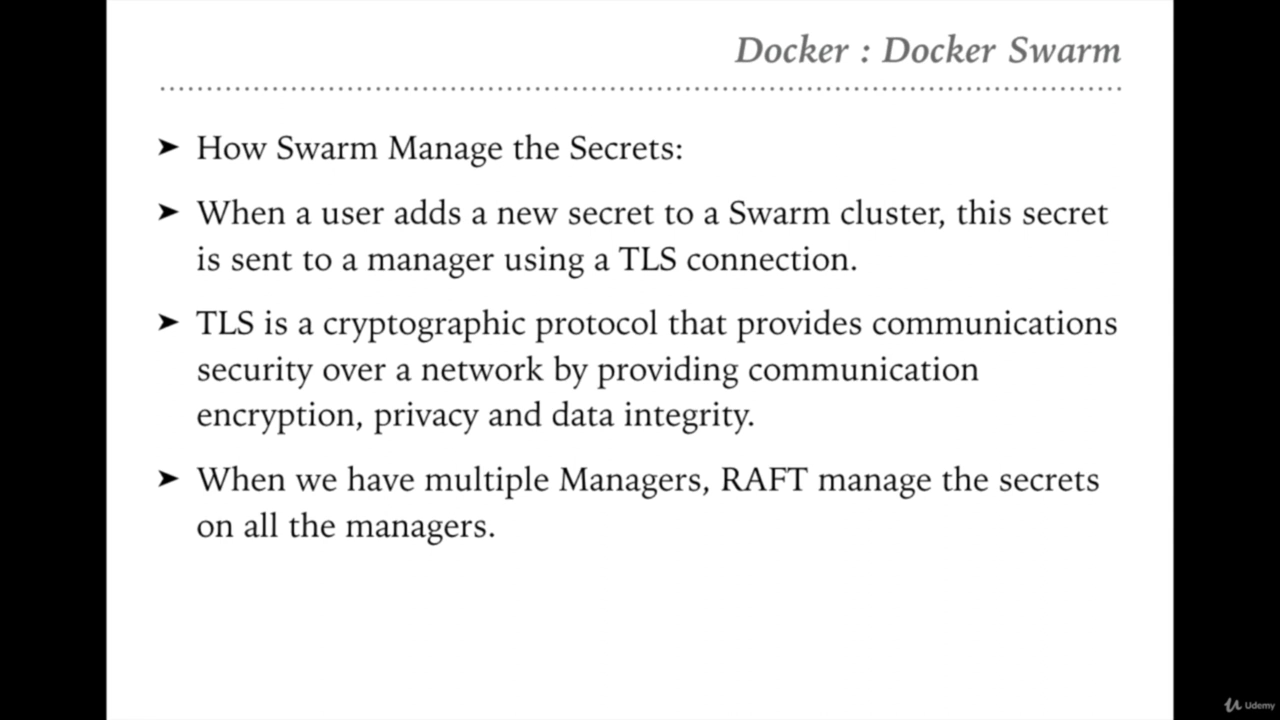 Docker : Docker Swarm
➤ How Swarm Manage the Secrets:
➤ When a user adds a new secret to a Swarm cluster, this secret
is sent to a manager using a TLS connection.
➤ TLS is a cryptographic protocol that provides communications
security over a network by providing communication
encryption, privacy and data integrity.
➤ When we have multiple Managers, RAFT manage the secrets
on all the managers.
Udemy